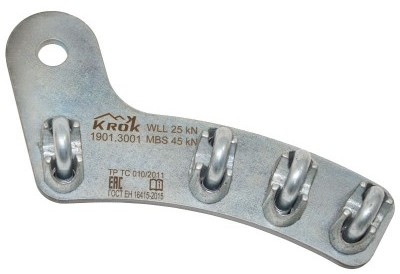 KROK WLL 25 kN
1901.3001 MBS 45 kN
TP TC 010/2011
EAC
ГОСТ EH 16415-2015